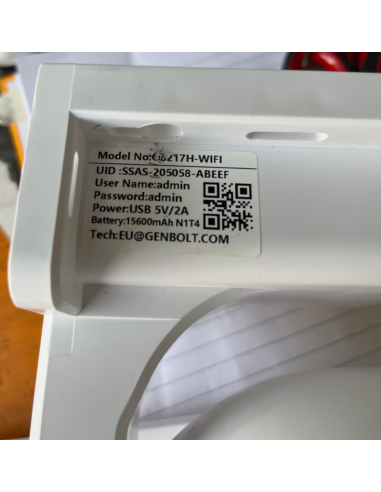 Model No:G8217H-WIFI
UID :SSAS-205058-ABEEF
User Name:admin
Password:admin
Power:USB 5V/2A
Battery:15600mAh N1T4
Tech:EU@GENBOLT.COM